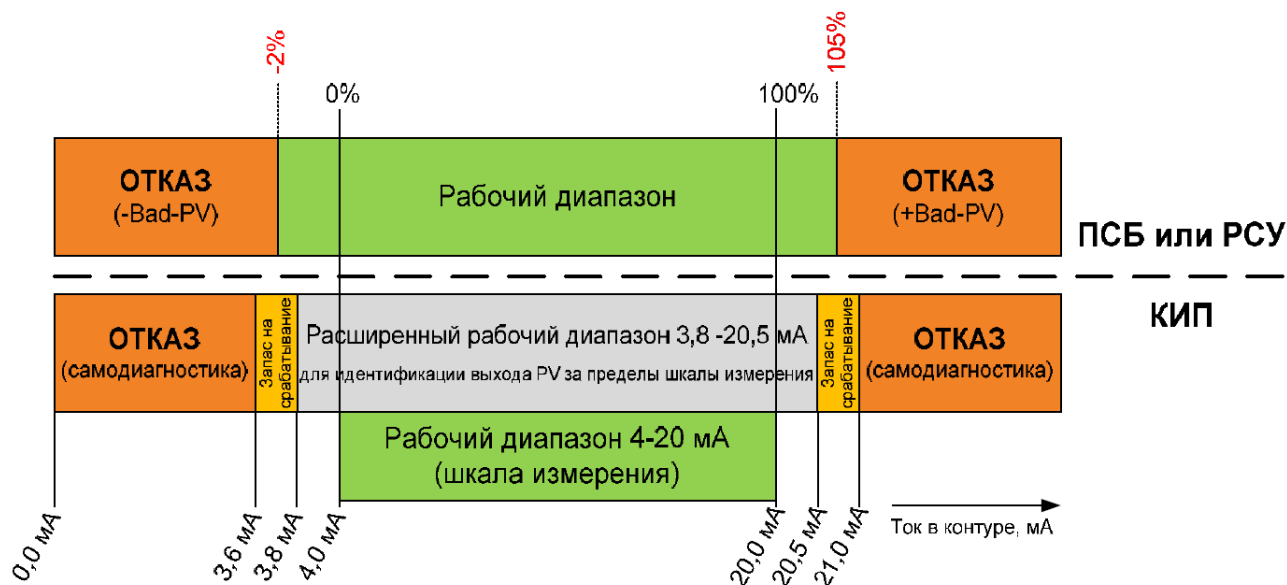 -2%
105%
0%
100%
ОТКАЗ
(-Bad-PV)
Рабочий диапазон
ОТКАЗ
(+Bad-PV)
ПСБ или РСУ
КИП
ОТКАЗ
(самодиагностика)
Запас на
срабатывание
Расширенный рабочий диапазон 3,8 -20,5 мА
для идентификации выхода PV за пределы шкалы измерения
Запас на
срабатывание
ОТКАЗ
(самодиагностика)
Рабочий диапазон 4-20 мА
(шкала измерения)
0,0 мА
3,6 мА
3,8 мА
4,0 мА
20,0 мА
20,5 мА
21,0 мА
Ток в контуре, мА